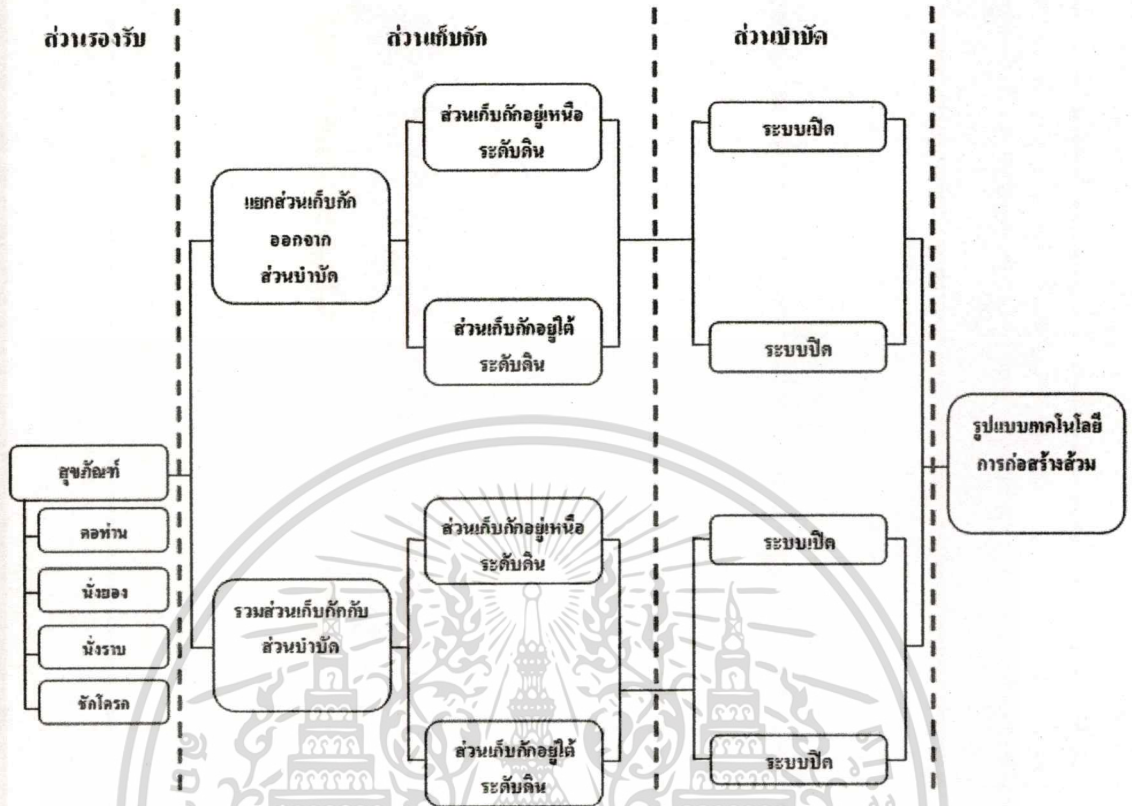 ส่วนรองรับ
ส่วนเก็บกัก
ส่วนบำบัด
สุขภัณฑ์
คอห่าน
นั่งยอง
นั่งราบ
ชักโครก
แยกส่วนเก็บกัก
ออกจาก
ส่วนบำบัด
ส่วนเก็บกักอยู่เหนือ
ระดับดิน
ส่วนเก็บกักอยู่ใต้
ระดับดิน
ระบบเปิด
ระบบปิด
รวมส่วนเก็บกักกับ
ส่วนบำบัด
ส่วนเก็บกักอยู่เหนือ
ระดับดิน
ส่วนเก็บกักอยู่ใต้
ระดับดิน
ระบบเปิด
ระบบปิด
รูปแบบเทคโนโลยี
การก่อสร้างส้วม